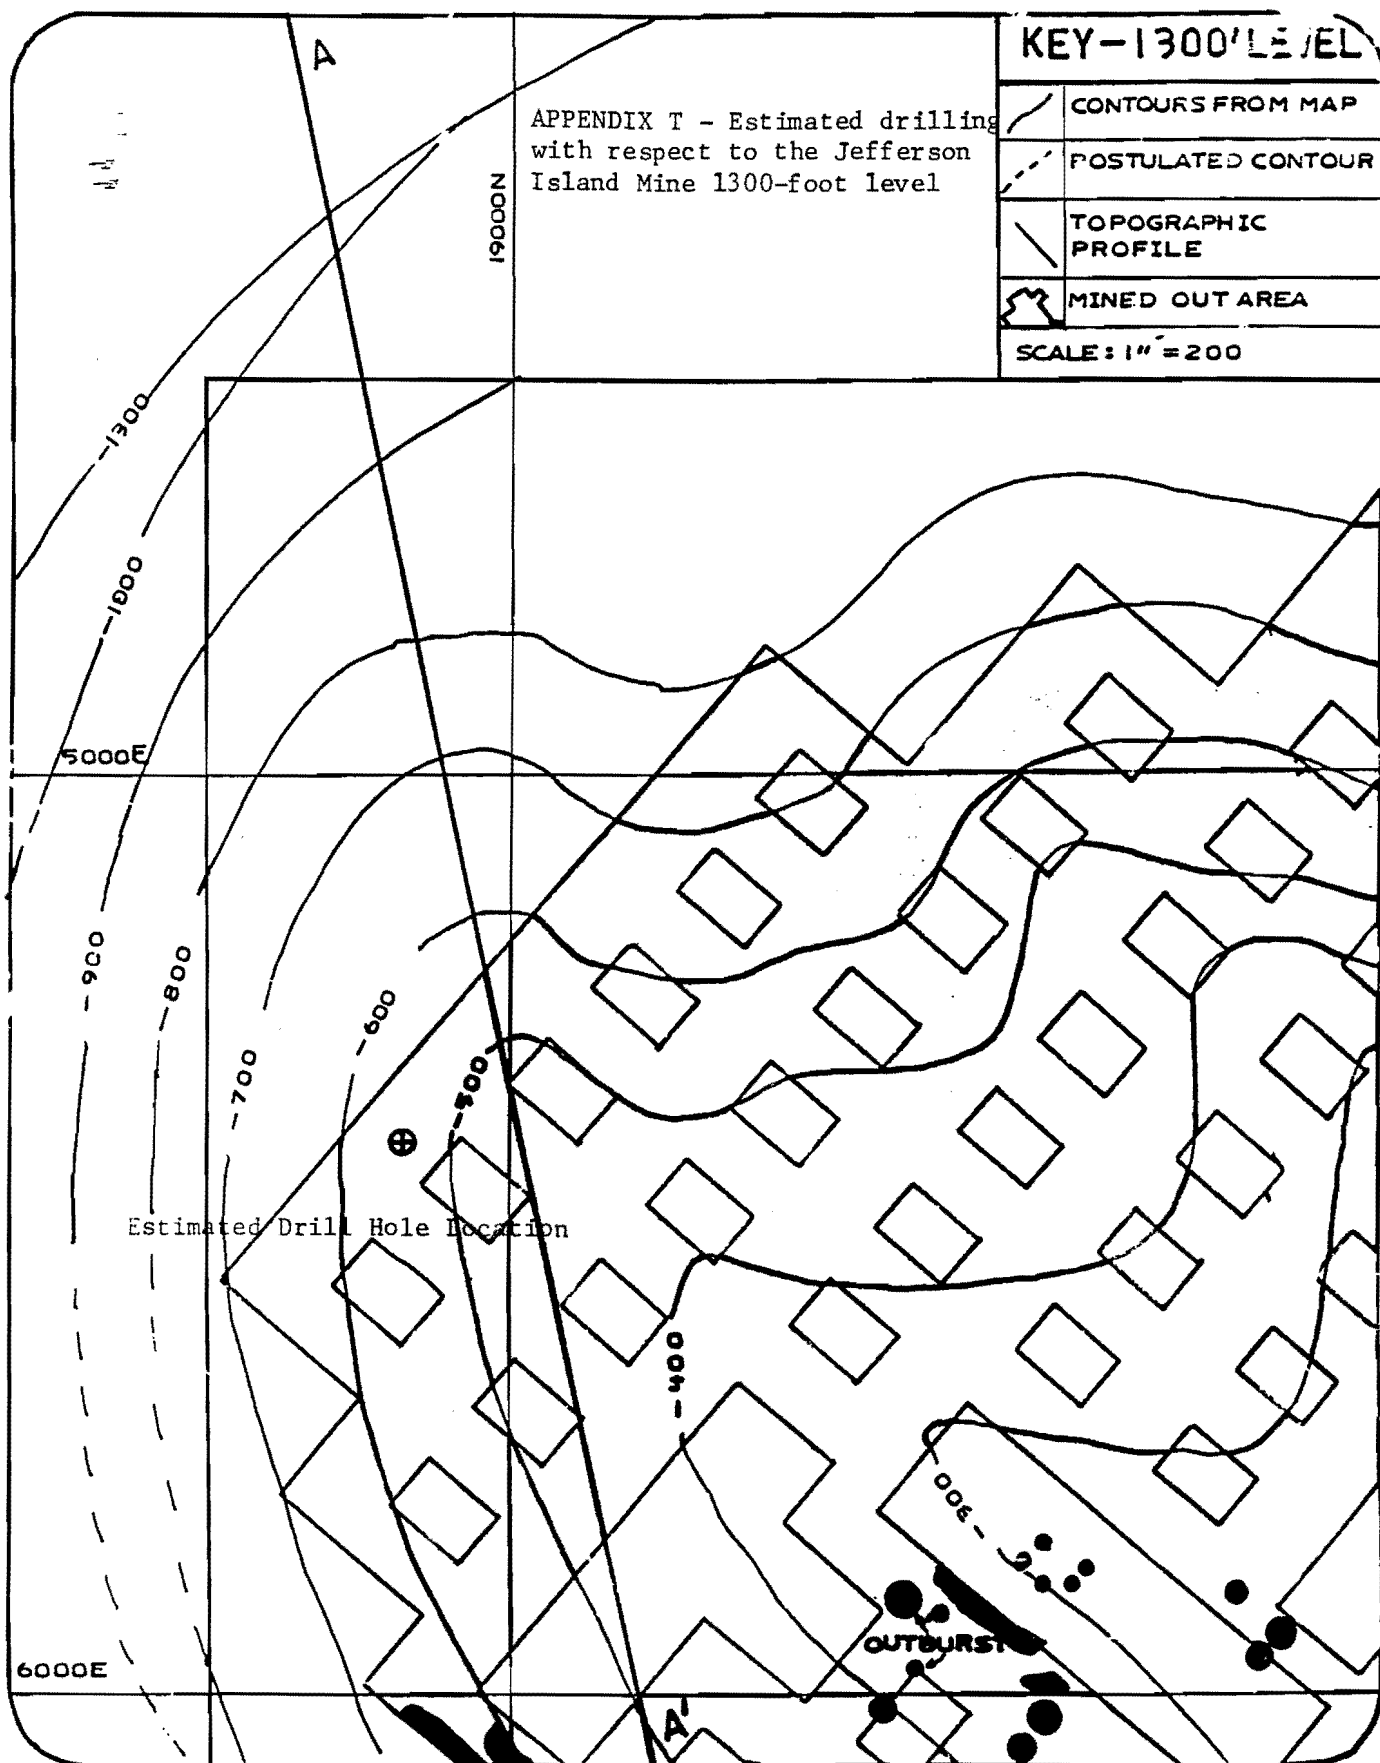 A
APPENDIX T - Estimated drilling
with respect to the Jefferson
Island Mine 1300-foot level
19000N
KEY-1300' LEVEL
CONTOURS FROM MAP
POSTULATED CONTOUR
TOPOGRAPHIC
PROFILE
MINED OUT AREA
SCALE: 1" = 200
-1300
-1000
5000E
-900
-800
-700
-600
-500
Estimated Drill Hole Location
-400
-300
OUTBURST
6000E
A'